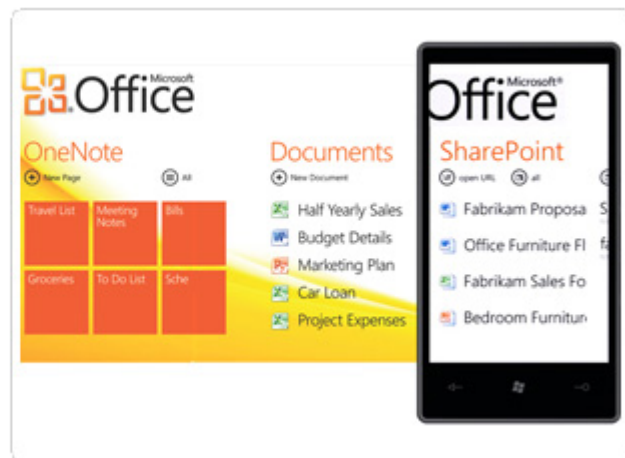 Microsoft
Office
OneNote
New Page
All
Travel List
Meeting
Notes
Bills
Groceries
To Do List
Sche
Documents
New Document
Half Yearly Sales
Budget Details
Marketing Plan
Car Loan
Project Expenses
Microsoft®
Office
SharePoint
open URL
all
Fabrikam Proposa
Office Furniture Fl
Fabrikam Sales Fo
Bedroom Furnitur